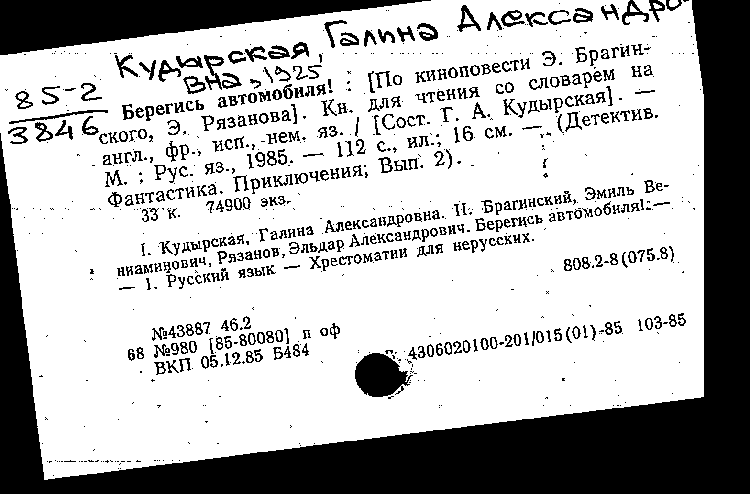 Кудырская, Галина Александро-
вна, 1925
85-2
3846
Берегись автомобиля! : [По киноповести Э. Брагин-
ского, Э. Рязанова]. Кн. для чтения со словарем на
англ., фр., исп., нем. яз. / [Сост. Г. А. Кудырская]. —
М. : Рус. яз., 1985. — 112 с., ил.; 16 см. — (Детектив.
Фантастика. Приключения; Вып. 2).
33 к. 74900 экз.
I. Кудырская, Галина Александровна. II. Брагинский, Эмиль Ве-
ниаминович, Рязанов, Эльдар Александрович. Берегись автомобиля!. —
— 1. Русский язык — Хрестоматии для нерусских.
808.2-8(075.8)
№43887 46.2
68 №980 [85-80080] п оф
ВКП 05.12.85 Б484
4306020100-201/015(01)-85 103-85